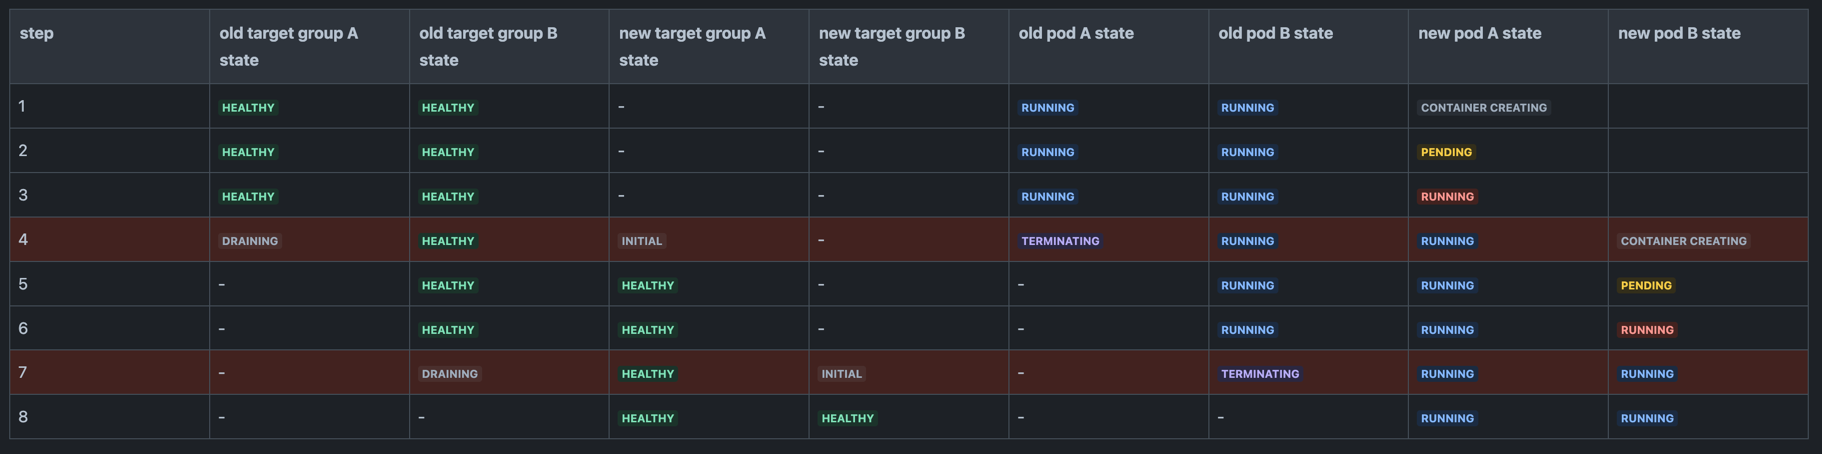 step old target group A state old target group B state new target group A state new target group B state old pod A state old pod B state new pod A state new pod B state
1 HEALTHY HEALTHY - - RUNNING RUNNING CONTAINER CREATING
2 HEALTHY HEALTHY - - RUNNING RUNNING PENDING
3 HEALTHY HEALTHY - - RUNNING RUNNING RUNNING
4 DRAINING HEALTHY INITIAL - TERMINATING RUNNING RUNNING CONTAINER CREATING
5 - HEALTHY HEALTHY - - RUNNING RUNNING PENDING
6 - HEALTHY HEALTHY - - RUNNING RUNNING RUNNING
7 - DRAINING HEALTHY INITIAL - TERMINATING RUNNING RUNNING
8 - - HEALTHY HEALTHY - - RUNNING RUNNING